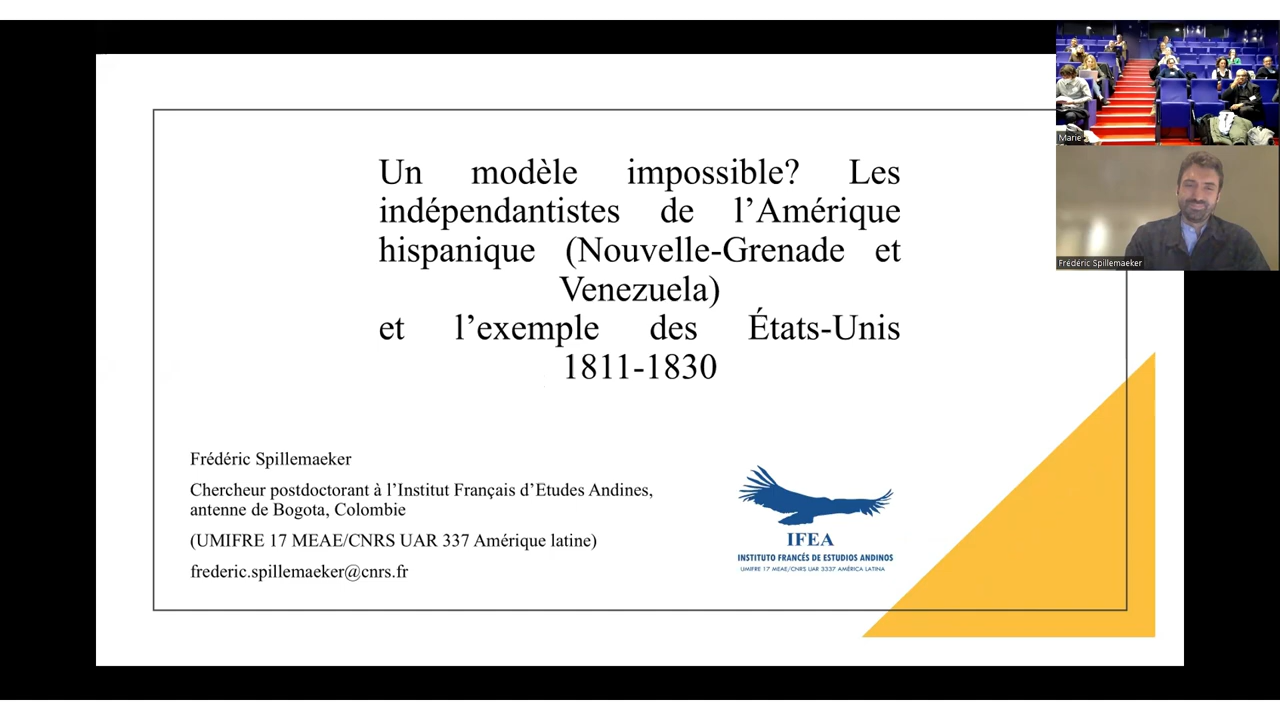 Un modèle impossible? Les
indépendantistes de l’Amérique
hispanique (Nouvelle-Grenade et
Venezuela)
et l’exemple des États-Unis
1811-1830
Frédéric Spillemaeker
Chercheur postdoctorant à l’Institut Français d’Etudes Andines,
antenne de Bogota, Colombie
(UMIFRE 17 MEAE/CNRS UAR 337 Amérique latine)
frederic.spillemaeker@cnrs.fr
IFEA
INSTITUTO FRANCÉS DE ESTUDIOS ANDINOS
UMIFRE 17 MEAE/CNRS UAR 3337 AMÉRICA LATINA
Marie
Frédéric Spillemaeker